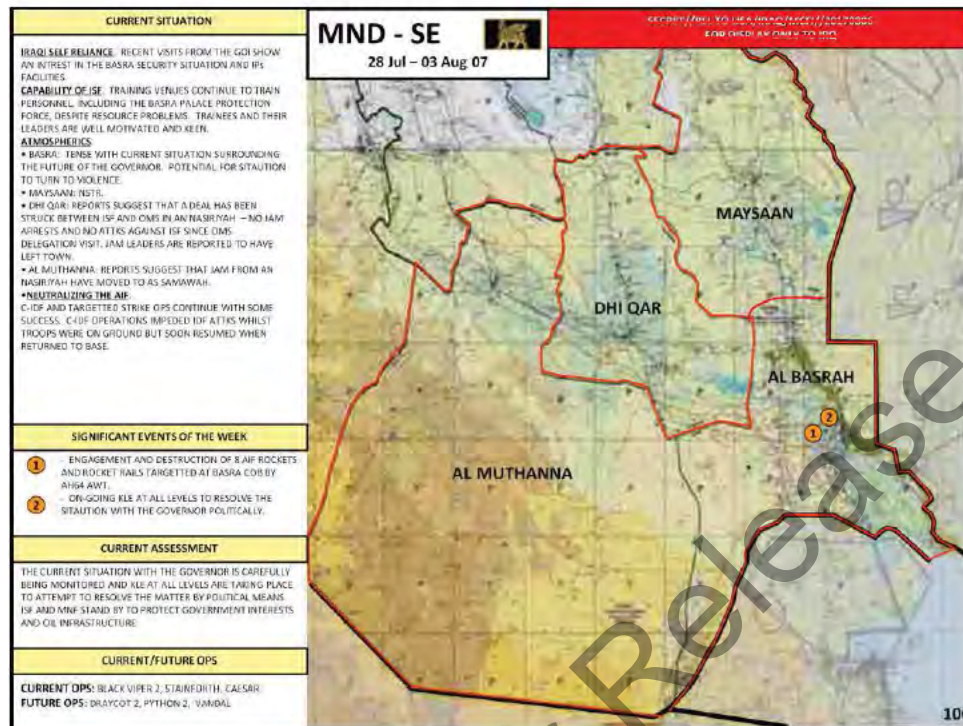 CURRENT SITUATION
IRAQI SELF RELIANCE. RECENT VISITS FROM THE GOI SHOW
AN INTREST IN THE BASRA SECURITY SITUATION AND IPs
FACILITIES.
CAPABILITY OF ISF. TRAINING VENUES CONTINUE TO TRAIN
PERSONNEL, INCLUDING THE BASRA PALACE PROTECTION
FORCE, DESPITE RESOURCE PROBLEMS. TRAINEES AND THEIR
LEADERS ARE WELL MOTIVATED AND KEEN.
ATMOSPHERICS
• BASRA: TENSE WITH CURRENT SITUATION SURROUNDING
THE FUTURE OF THE GOVERNOR. POTENTIAL FOR SITAUTION
TO TURN TO VIOLENCE.
• MAYSAAN: NSTR.
• DHI QAR: REPORTS SUGGEST THAT A DEAL HAS BEEN
STRUCK BETWEEN ISF AND OMS IN AN NASIRIYAH – NO JAM
ARRESTS AND NO ATTKS AGAINST ISF SINCE OMS
DELEGATION VISIT. JAM LEADERS ARE REPORTED TO HAVE
LEFT TOWN.
• AL MUTHANNA: REPORTS SUGGEST THAT JAM FROM AN
NASIRIYAH HAVE MOVED TO AS SAMAWAH.
•NEUTRALIZING THE AIF.
C-IDF AND TARGETTED STRIKE OPS CONTINUE WITH SOME
SUCCESS. C-IDF OPERATIONS IMPEDED IDF ATTKS WHILST
TROOPS WERE ON GROUND BUT SOON RESUMED WHEN
RETURNED TO BASE.
SIGNIFICANT EVENTS OF THE WEEK
1 - ENGAGEMENT AND DESTRUCTION OF 8 AIF ROCKETS
AND ROCKET RAILS TARGETTED AT BASRA COB BY
AH64 AWT.
2 - ON-GOING KLE AT ALL LEVELS TO RESOLVE THE
SITAUTION WITH THE GOVERNOR POLITICALLY.
CURRENT ASSESSMENT
THE CURRENT SITUATION WITH THE GOVERNOR IS CAREFULLY
BEING MONITORED AND KLE AT ALL LEVELS ARE TAKING PLACE
TO ATTEMPT TO RESOLVE THE MATTER BY POLITICAL MEANS.
ISF AND MNF STAND BY TO PROTECT GOVERNMENT INTERESTS
AND OIL INFRASTRUCTURE
CURRENT/FUTURE OPS
CURRENT OPS: BLACK VIPER 2, STAINFORTH, CAESAR
FUTURE OPS: DRAYCOT 2, PYTHON 2, VANDAL
MND - SE
28 Jul – 03 Aug 07
SECRET//REL TO USA/IRAQ/MCFI//20170806
FOR DISPLAY ONLY TO IRQ
MAYSAAN
DHI QAR
AL BASRAH
2
1
AL MUTHANNA
Release